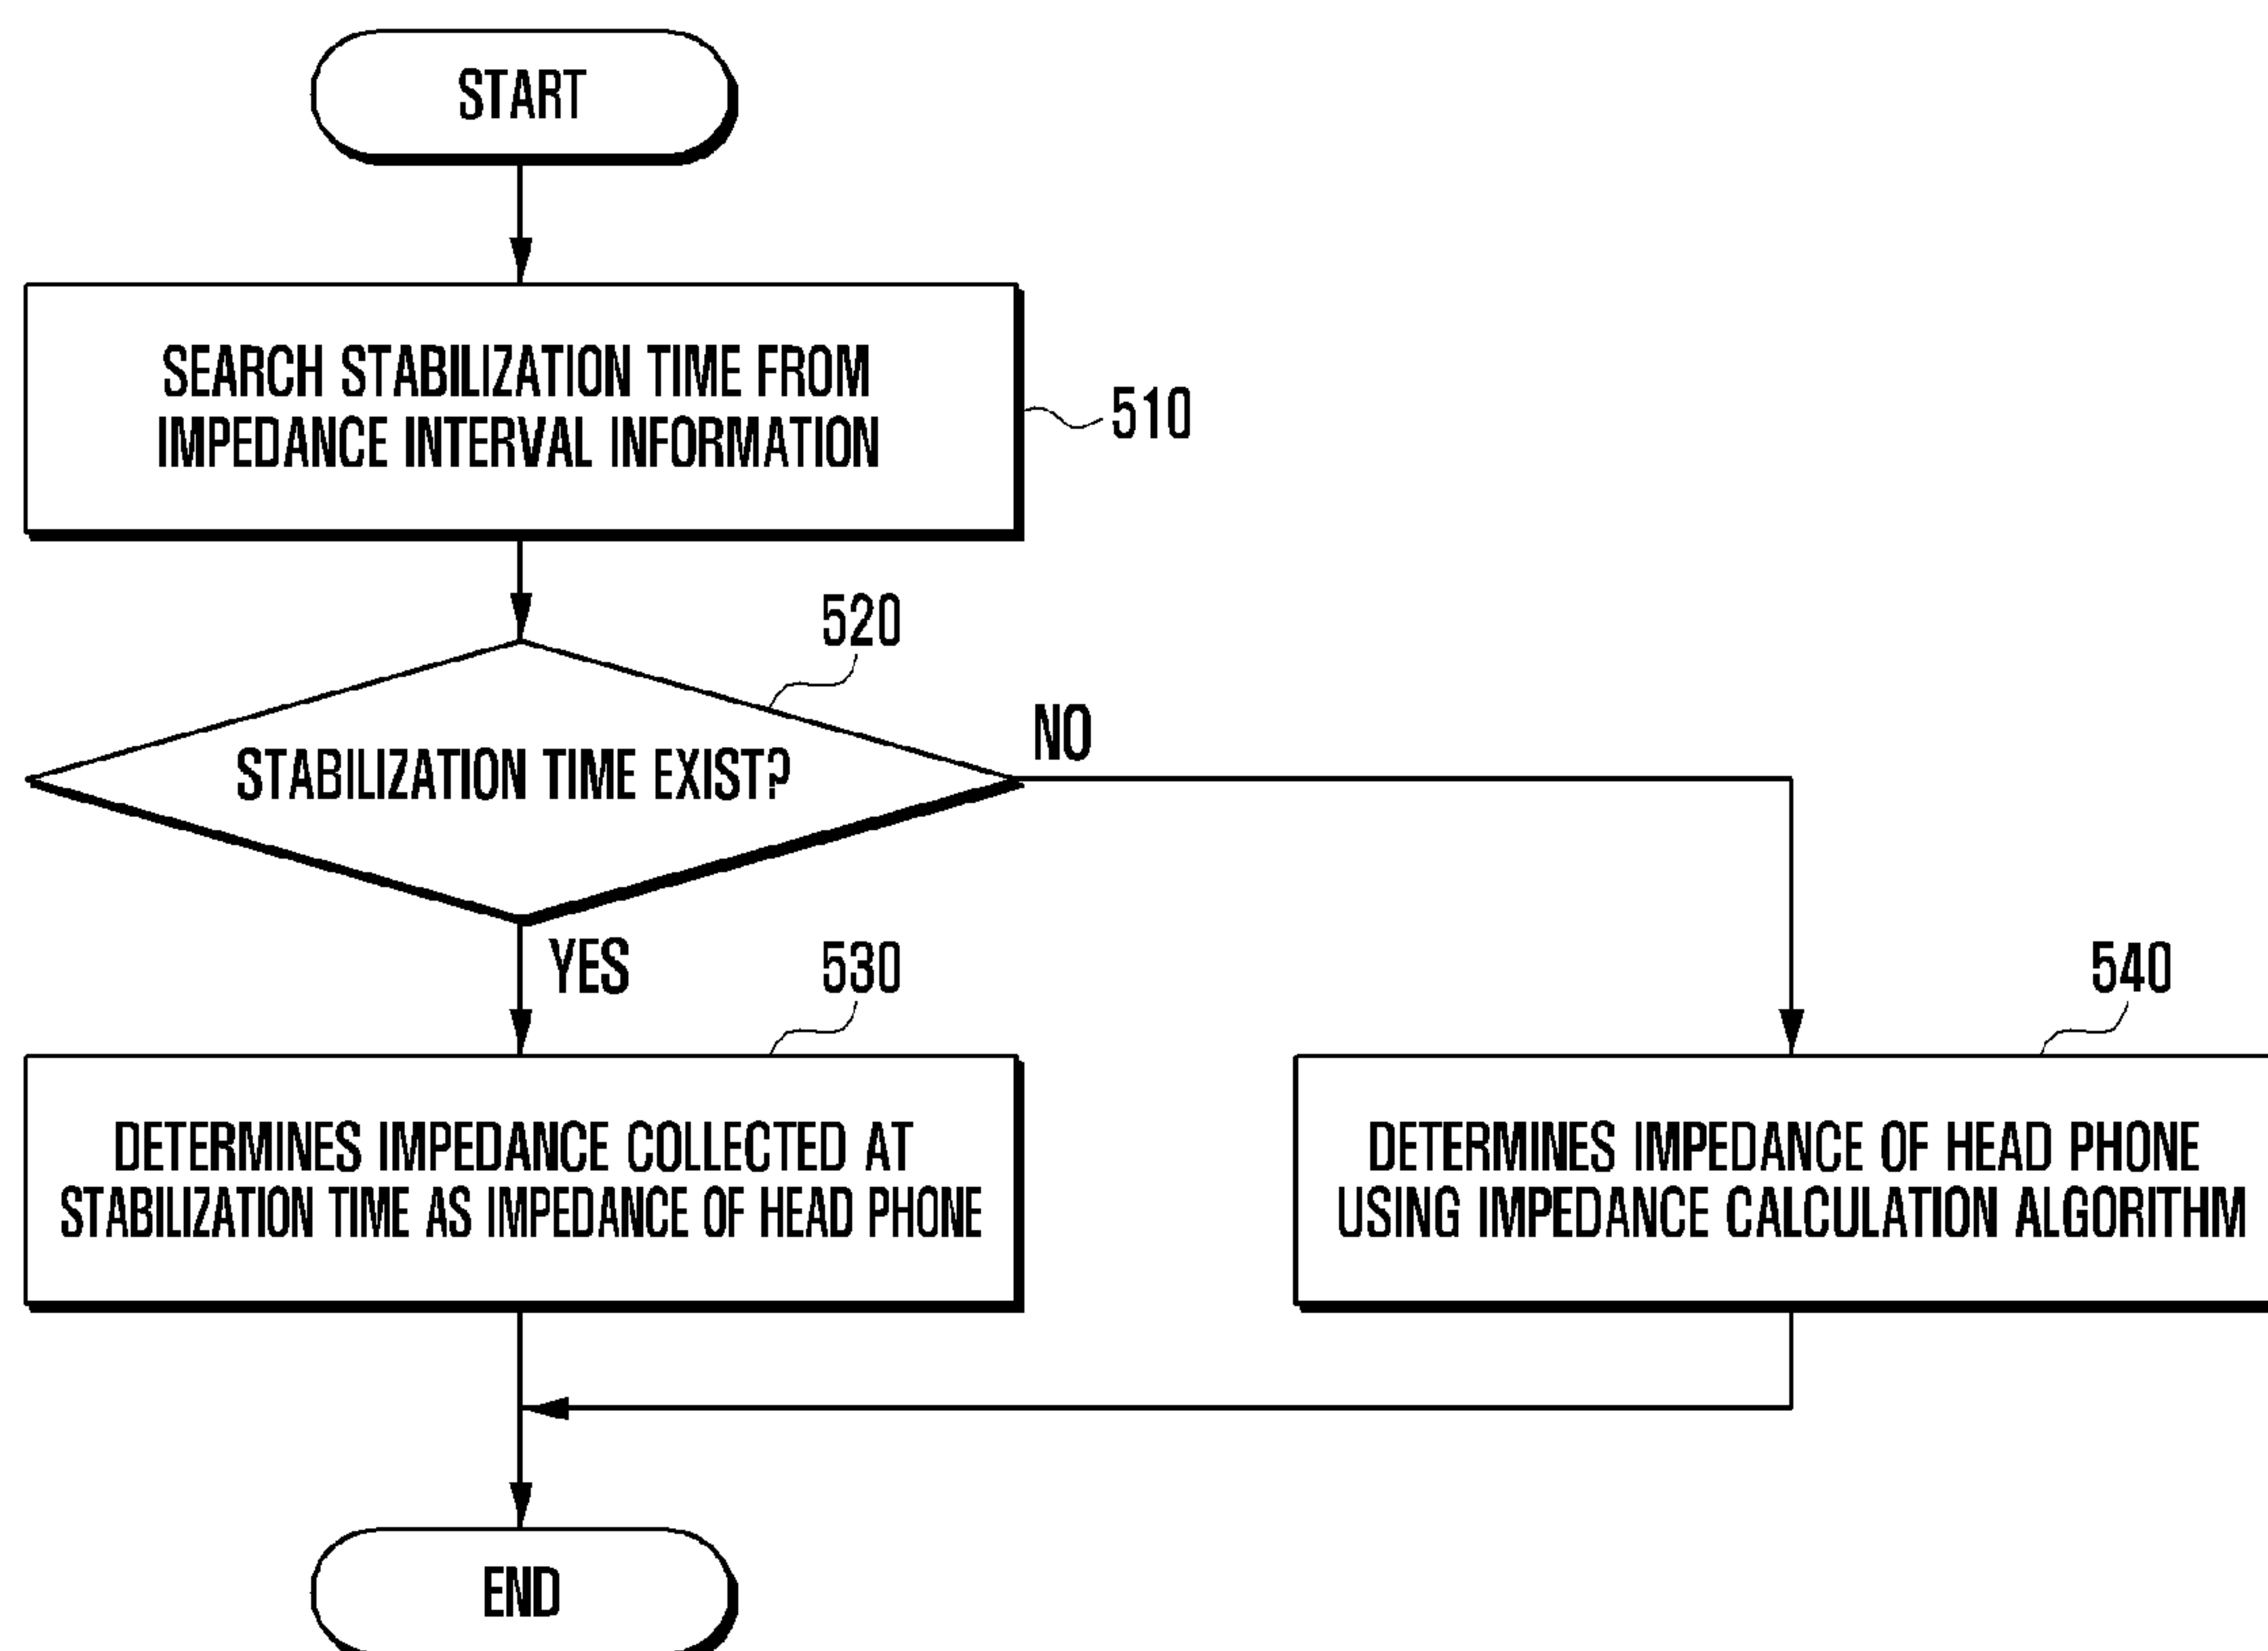 START
SEARCH STABILIZATION TIME FROM
IMPEDANCE INTERVAL INFORMATION
510
520
STABILIZATION TIME EXIST?
NO
YES
530
DETERMINES IMPEDANCE COLLECTED AT
STABILIZATION TIME AS IMPEDANCE OF HEAD PHONE
540
DETERMINES IMPEDANCE OF HEAD PHONE
USING IMPEDANCE CALCULATION ALGORITHM
END